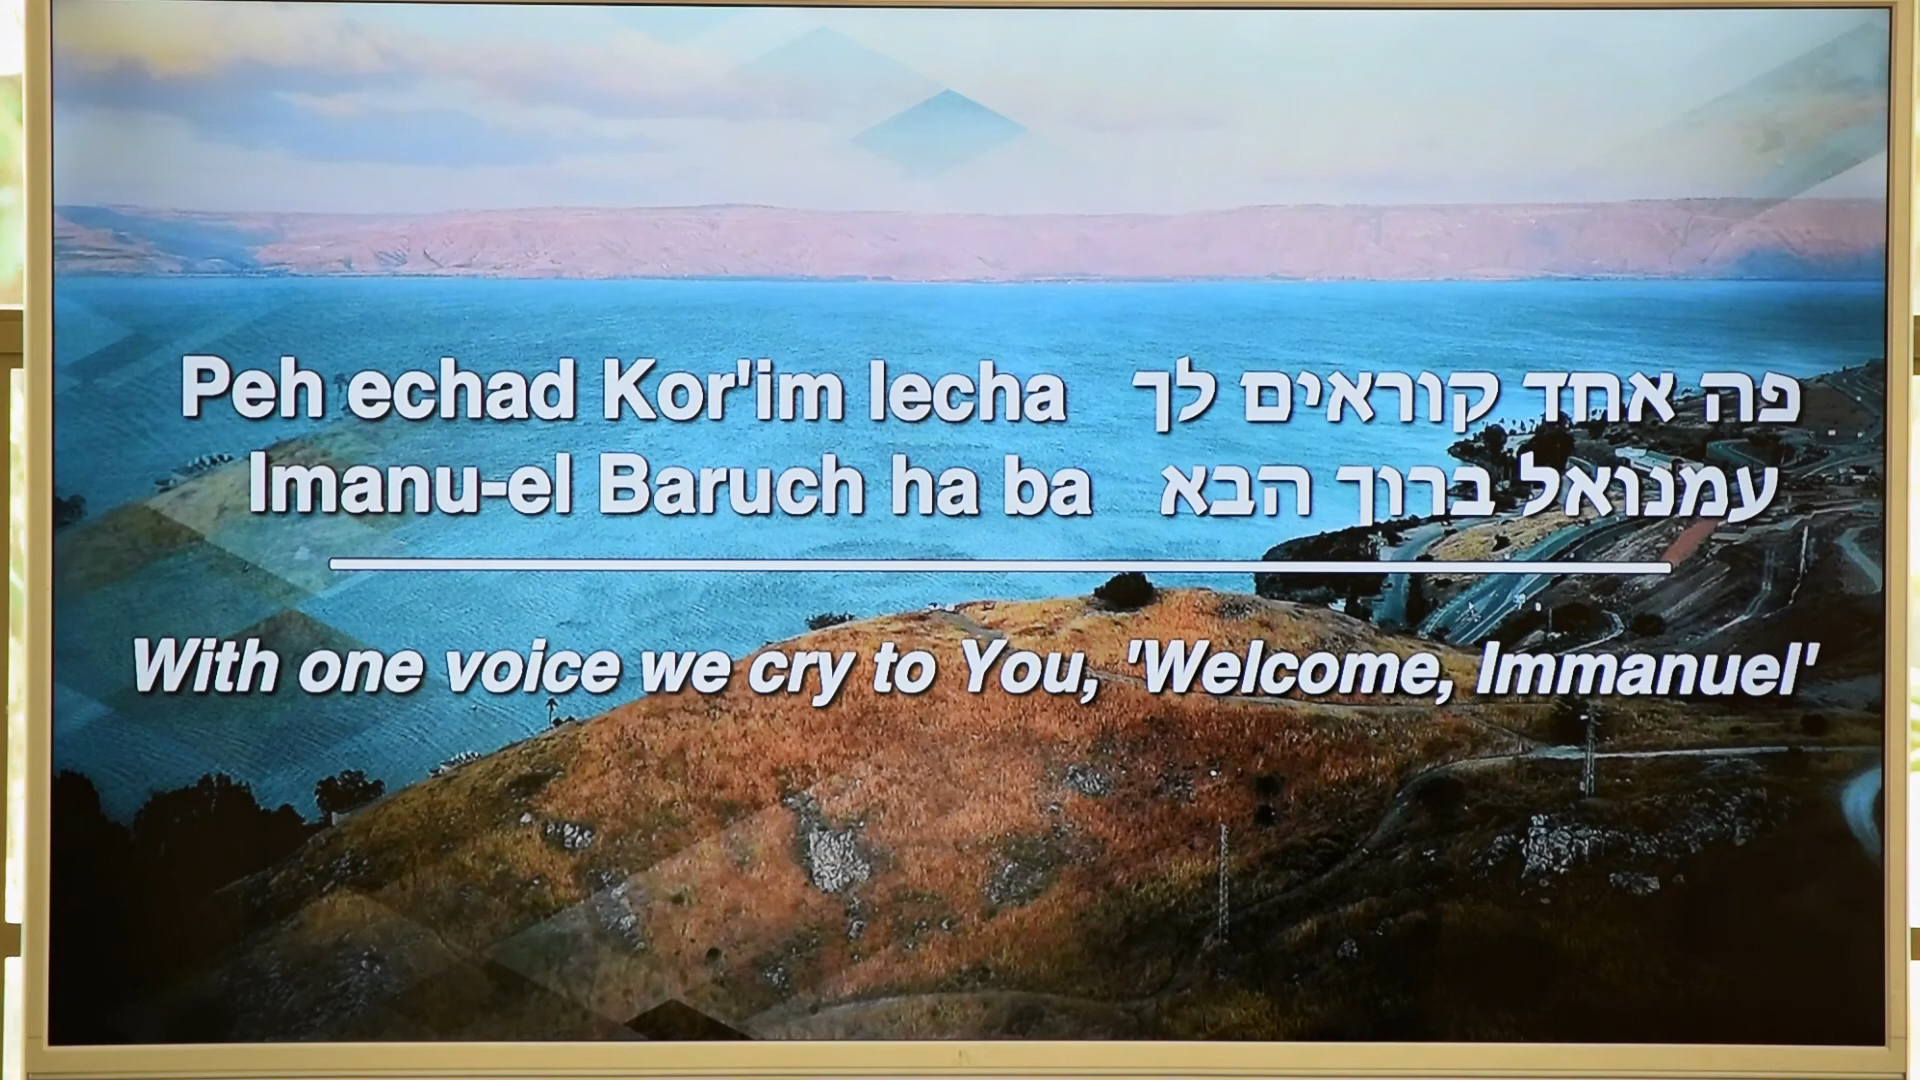 Peh echad Kor'im lecha פה אחד קוראים לך
Imanu-el Baruch ha ba עמנואל ברוך הבא
With one voice we cry to You, 'Welcome, Immanuel'